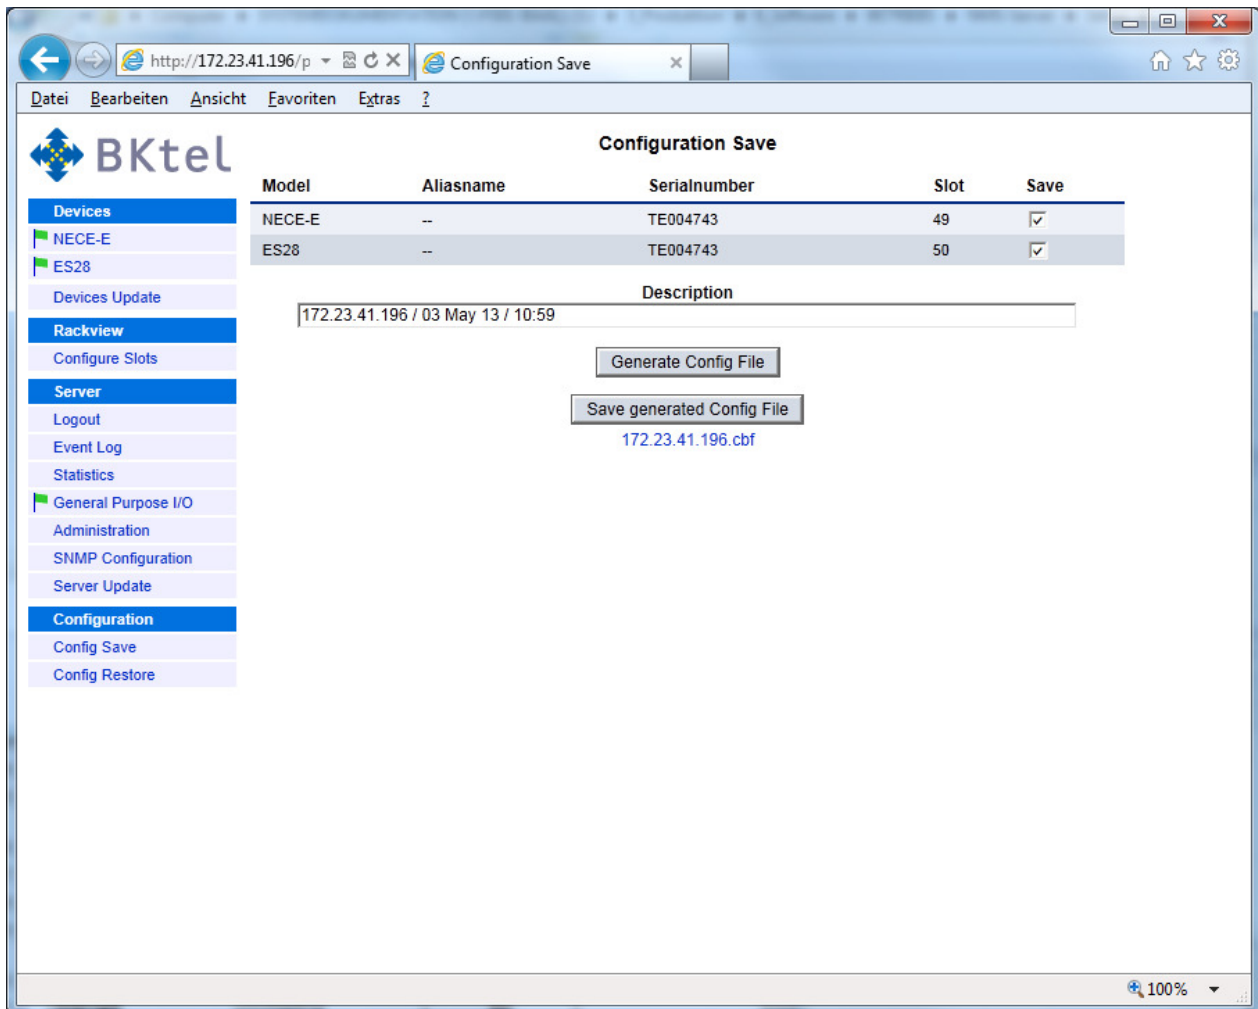 http://172.23.41.196/p
Configuration Save
Datei Bearbeiten Ansicht Favoriten Extras ?
BKtel
Configuration Save
Model Aliasname Serialnumber Slot Save
NECE-E -- TE004743 49
ES28 -- TE004743 50
Description
172.23.41.196 / 03 May 13 / 10:59
Generate Config File
Save generated Config File
172.23.41.196.cbf
Devices
NECE-E
ES28
Devices Update
Rackview
Configure Slots
Server
Logout
Event Log
Statistics
General Purpose I/O
Administration
SNMP Configuration
Server Update
Configuration
Config Save
Config Restore
100%